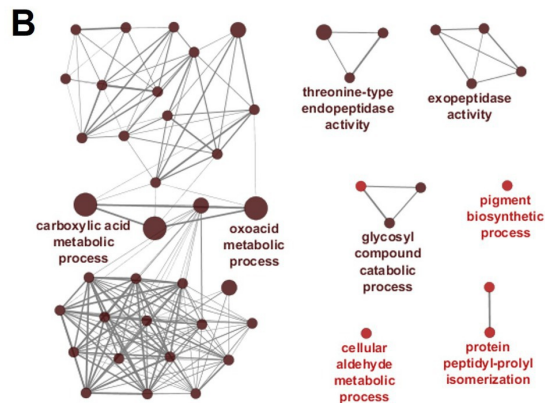 B
threonine-type
endopeptidase
activity
exopeptidase
activity
carboxylic acid
metabolic
process
oxoacid
metabolic
process
glycosyl
compound
catabolic
process
pigment
biosynthetic
process
cellular
aldehyde
metabolic
process
protein
peptidyl-prolyl
isomerization